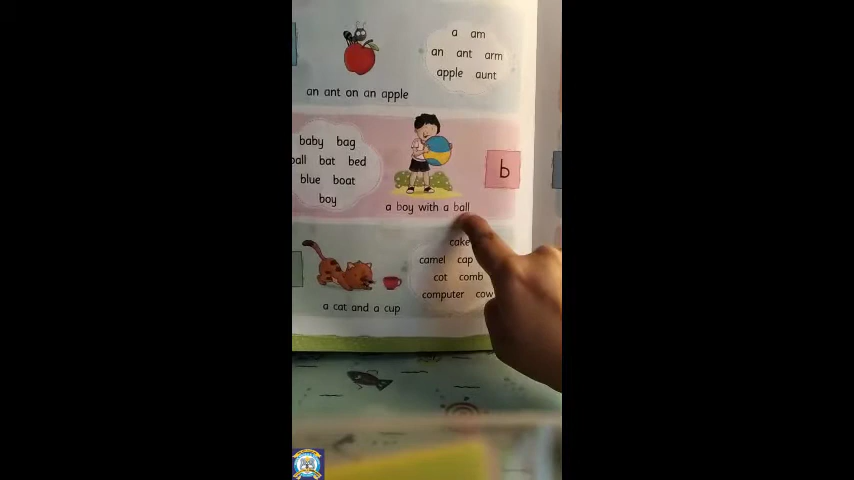 a am
an ant arm
apple aunt
an ant on an apple
baby bag
all bat bed
blue boat
boy
b
a boy with a ball
cake
camel cap
cot comb
computer cow
a cat and a cup